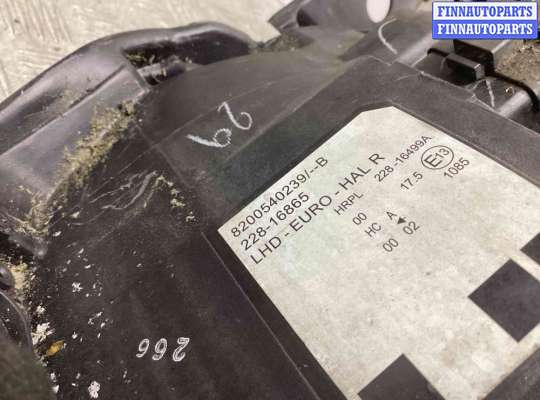 FINNAUTOPARTS
FINNAUTOPARTS
29
8200540239/--B
228-16865
LHD - EURO - HAL R
HRPL 228-16499A
00 17.5 E13
HC A 1085
00 02
266